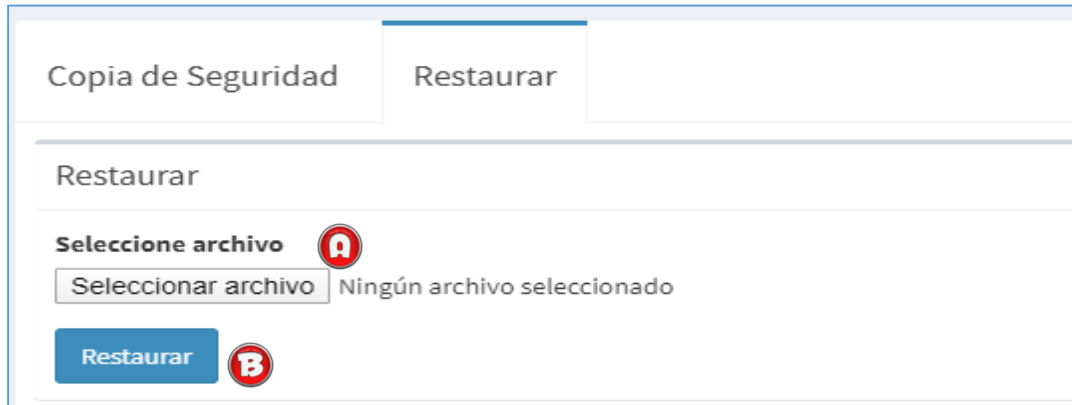 Copia de Seguridad Restaurar
Restaurar
Seleccione archivo A
Seleccionar archivo Ningún archivo seleccionado
Restaurar B